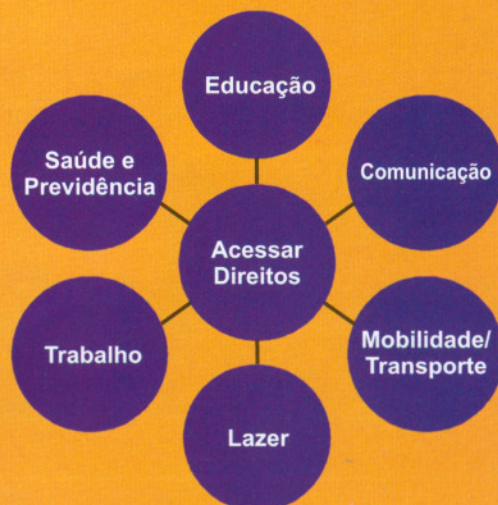 Educação
Saúde e
Previdência
Comunicação
Acessar
Direitos
Trabalho
Mobilidade/
Transporte
Lazer